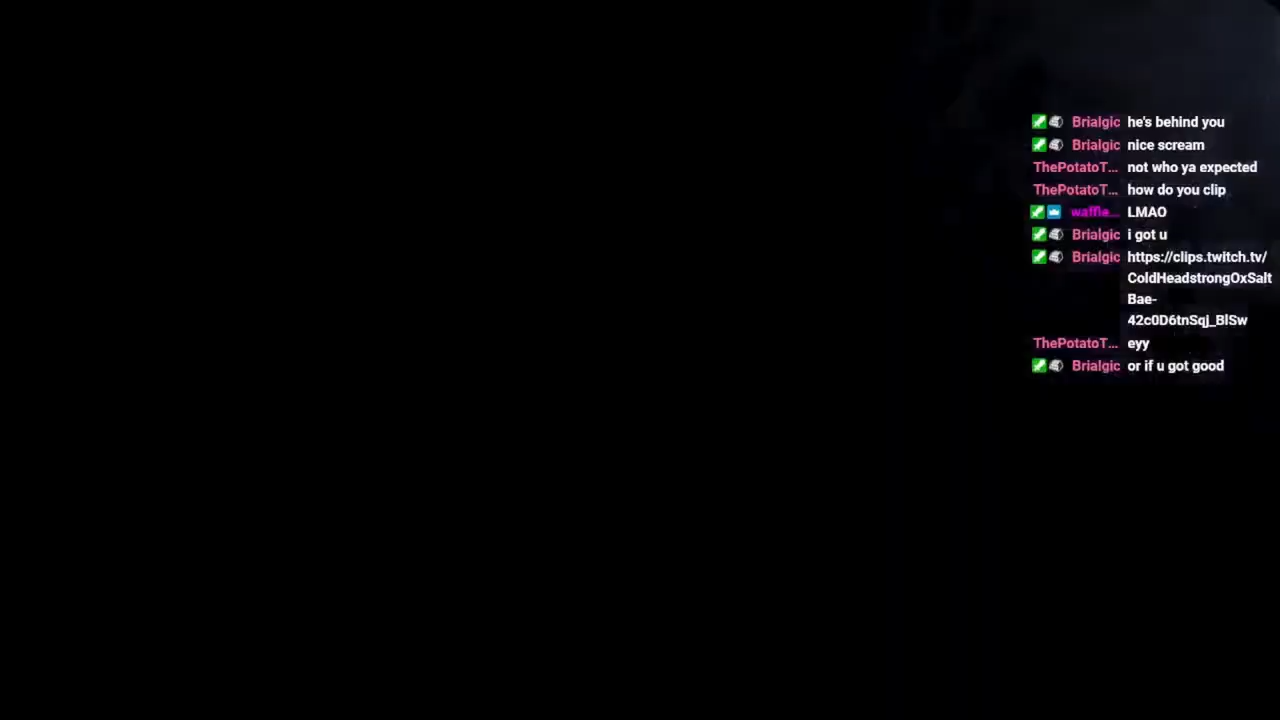 Brialgic he's behind you
Brialgic nice scream
ThePotatoT... not who ya expected
ThePotatoT... how do you clip
waffle... LMAO
Brialgic i got u
Brialgic https://clips.twitch.tv/
ColdHeadstrongOxSalt
Bae-
42c0D6tnSqj_BlSw
ThePotatoT... eyy
Brialgic or if u got good